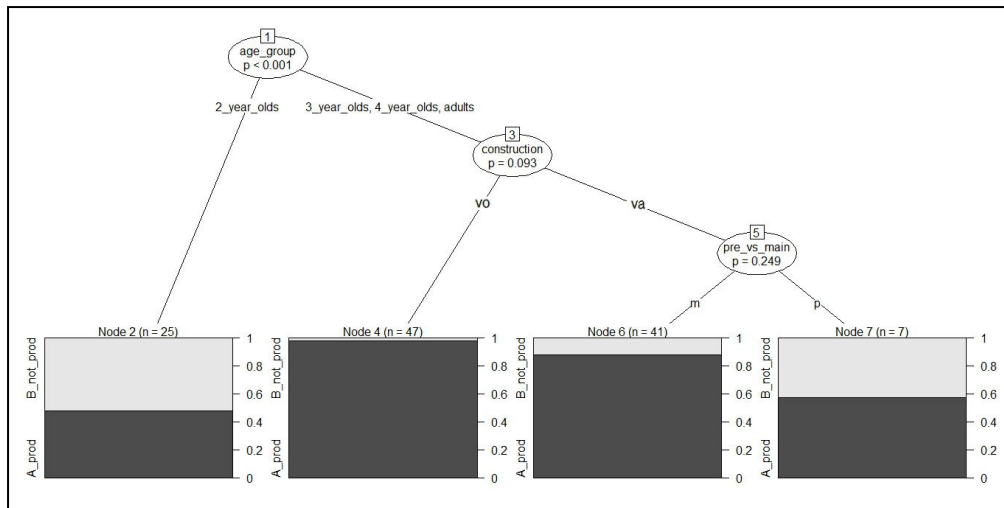 1
age_group
p < 0.001
2_year_olds
3_year_olds, 4_year_olds, adults
3
construction
p = 0.093
vo
va
5
pre_vs_main
p = 0.249
m
p
Node 2 (n = 25)
B_not_prod
A_prod
1
0.8
0.6
0.4
0.2
0
Node 4 (n = 47)
B_not_prod
A_prod
1
0.8
0.6
0.4
0.2
0
Node 6 (n = 41)
B_not_prod
A_prod
1
0.8
0.6
0.4
0.2
0
Node 7 (n = 7)
B_not_prod
A_prod
1
0.8
0.6
0.4
0.2
0